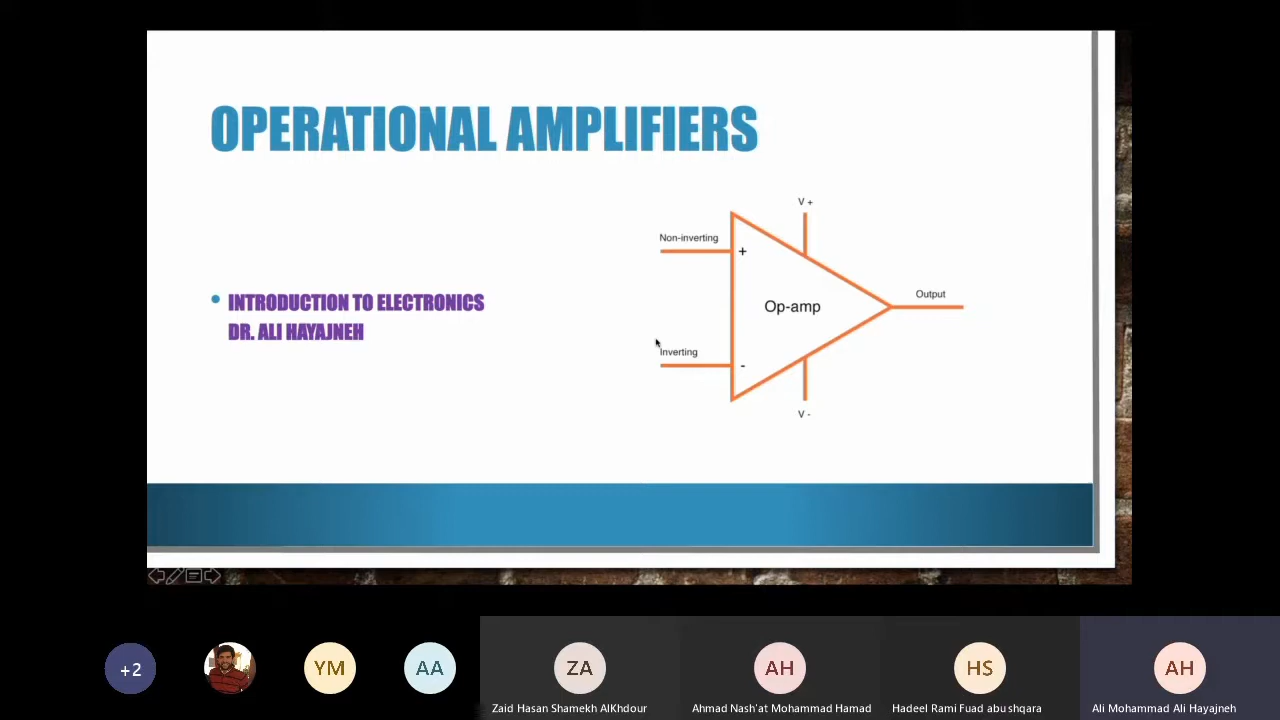 OPERATIONAL AMPLIFIERS
V +
Non-inverting
+
Output
Op-amp
INTRODUCTION TO ELECTRONICS
DR. ALI HAYAJNEH
Inverting
-
V -
+2
YM
AA
ZA
AH
HS
AH
Zaid Hasan Shamekh AlKhdour
Ahmad Nash'at Mohammad Hamad
Hadeel Rami Fuad abu shqara
Ali Mohammad Ali Hayajneh